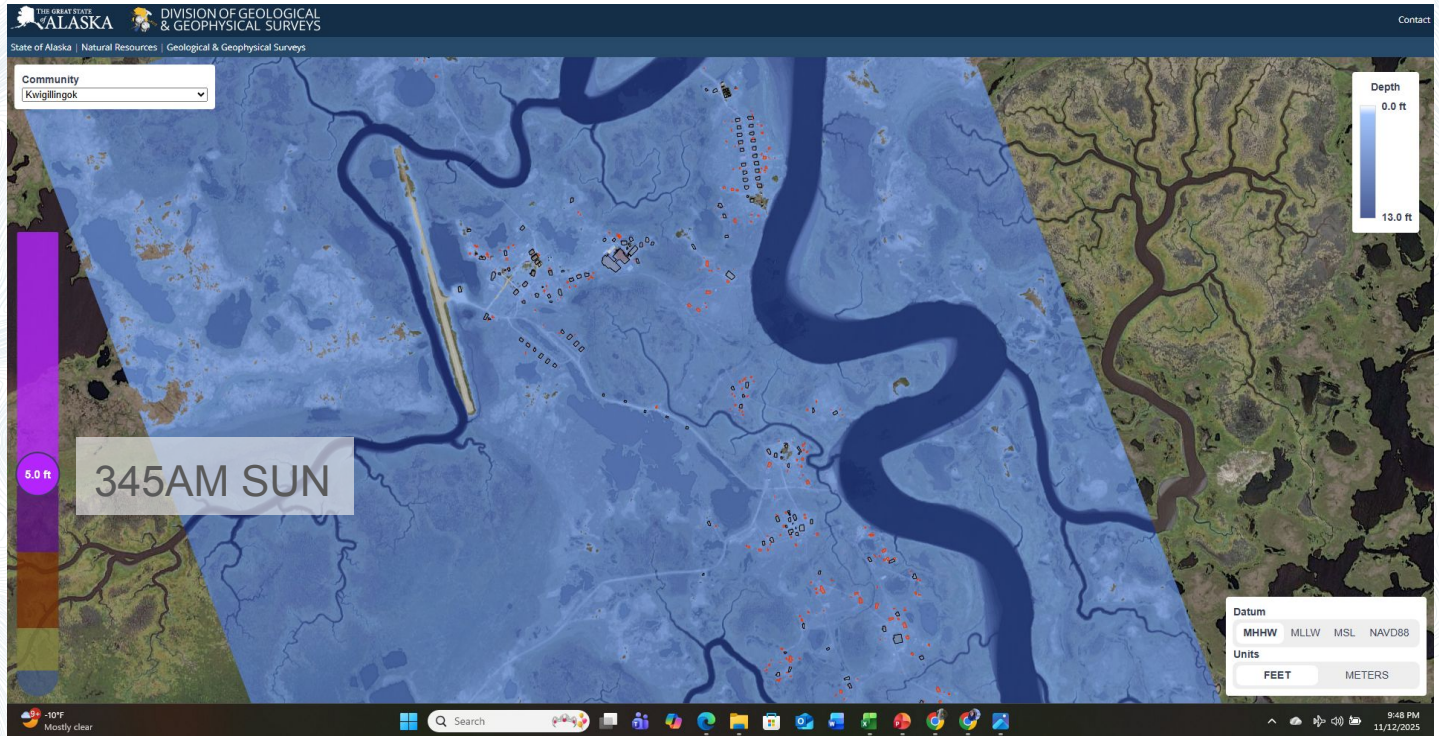 THE GREAT STATE
of ALASKA
DIVISION OF GEOLOGICAL
& GEOPHYSICAL SURVEYS
Contact
State of Alaska | Natural Resources | Geological & Geophysical Surveys
Community
Kwigillingok
Depth
0.0 ft
13.0 ft
5.0 ft
345AM SUN
Datum
MHHW MLLW MSL NAVD88
Units
FEET METERS
9+
-10°F
Mostly clear
Search
9:48 PM
11/12/2025